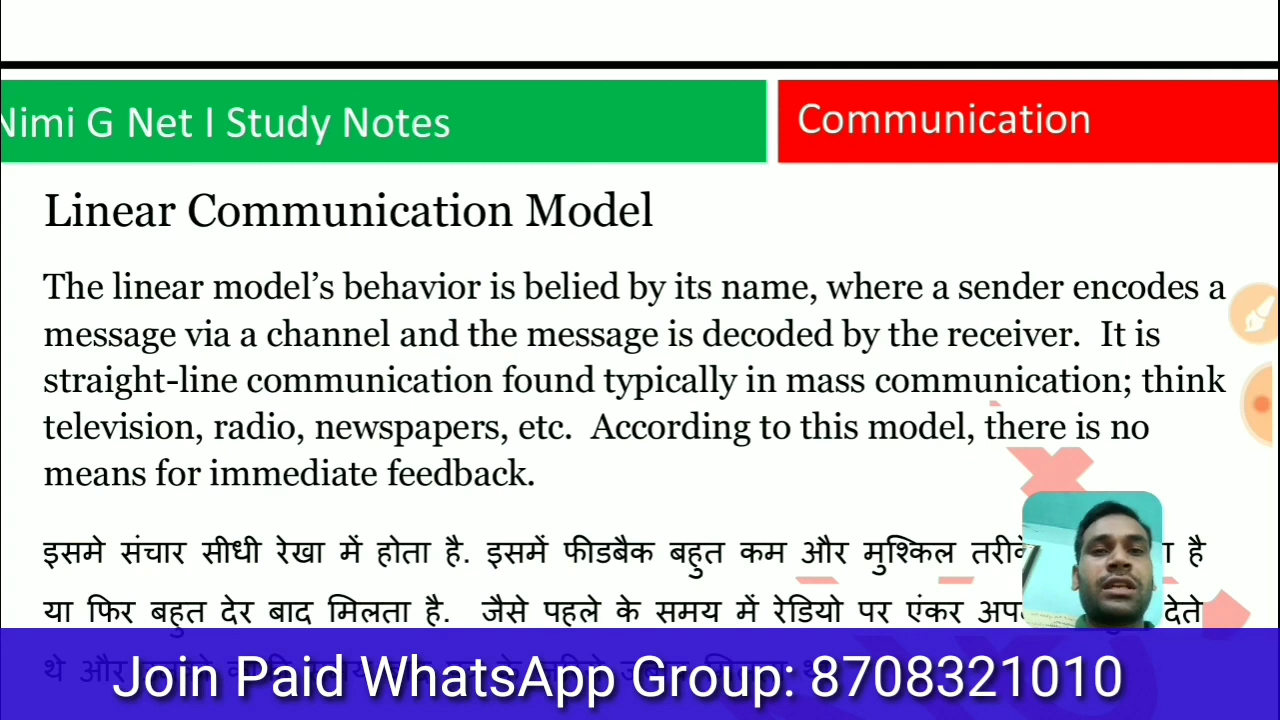 Nimi G Net I Study Notes
Communication
Linear Communication Model
The linear model’s behavior is belied by its name, where a sender encodes a
message via a channel and the message is decoded by the receiver. It is
straight-line communication found typically in mass communication; think
television, radio, newspapers, etc. According to this model, there is no
means for immediate feedback.
इसमे संचार सीधी रेखा में होता है. इसमें फीडबैक बहुत कम और मुश्किल है
या फिर बहुत देर बाद मिलता है. जैसे पहले के समय में रेडियो पर एंकर देते
थे और
Join Paid WhatsApp Group: 8708321010